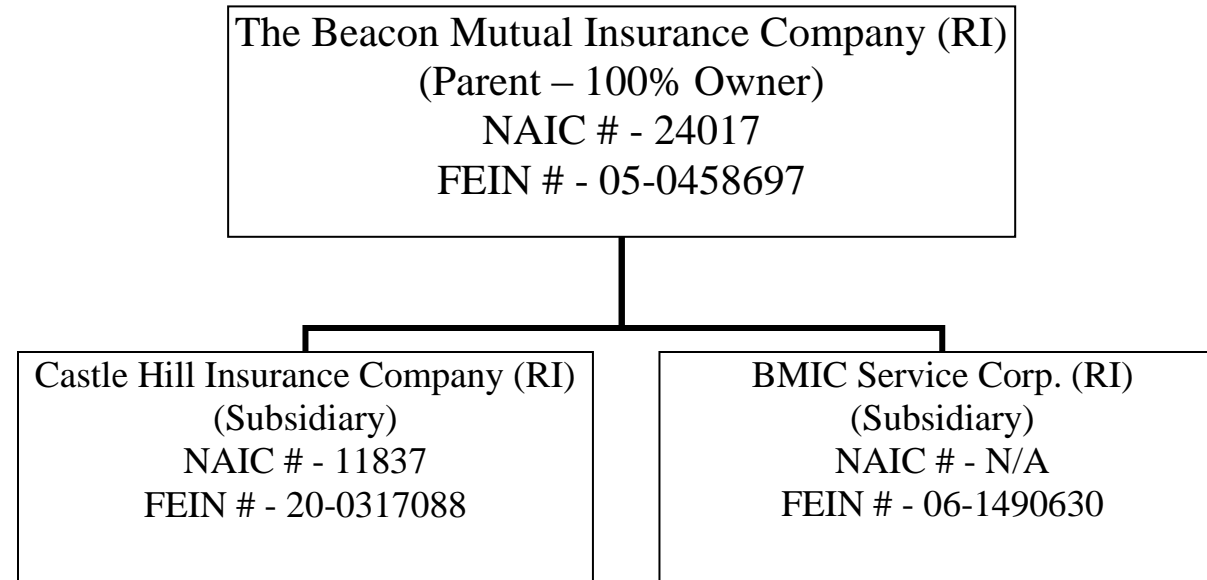 The Beacon Mutual Insurance Company (RI)
(Parent – 100% Owner)
NAIC # - 24017
FEIN # - 05-0458697
Castle Hill Insurance Company (RI)
(Subsidiary)
NAIC # - 11837
FEIN # - 20-0317088
BMIC Service Corp. (RI)
(Subsidiary)
NAIC # - N/A
FEIN # - 06-1490630